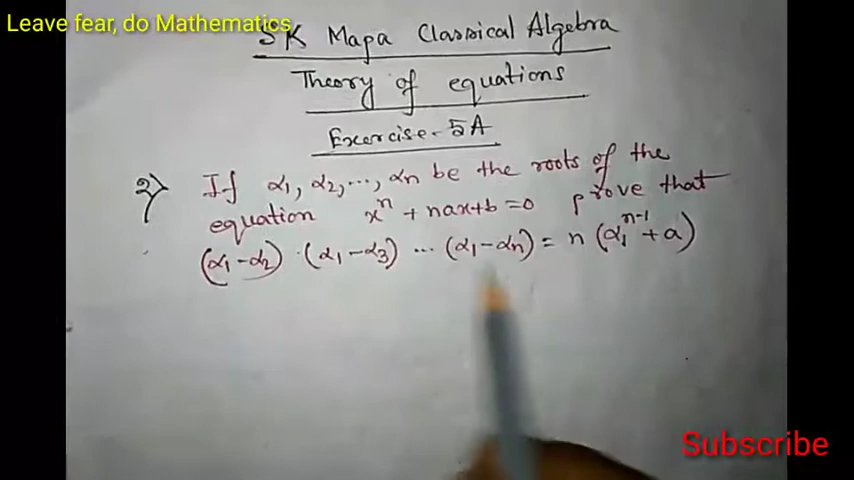 Leave fear, do Mathematics
SK Mapa Classical Algebra
Theory of equations
Exercise-5A
2) If α1, α2, ..., αn be the roots of the
equation x^n + nax+b=0 prove that
(α1-α2) · (α1-α3) ... (α1-αn) = n (α1^n-1 + a)
Subscribe